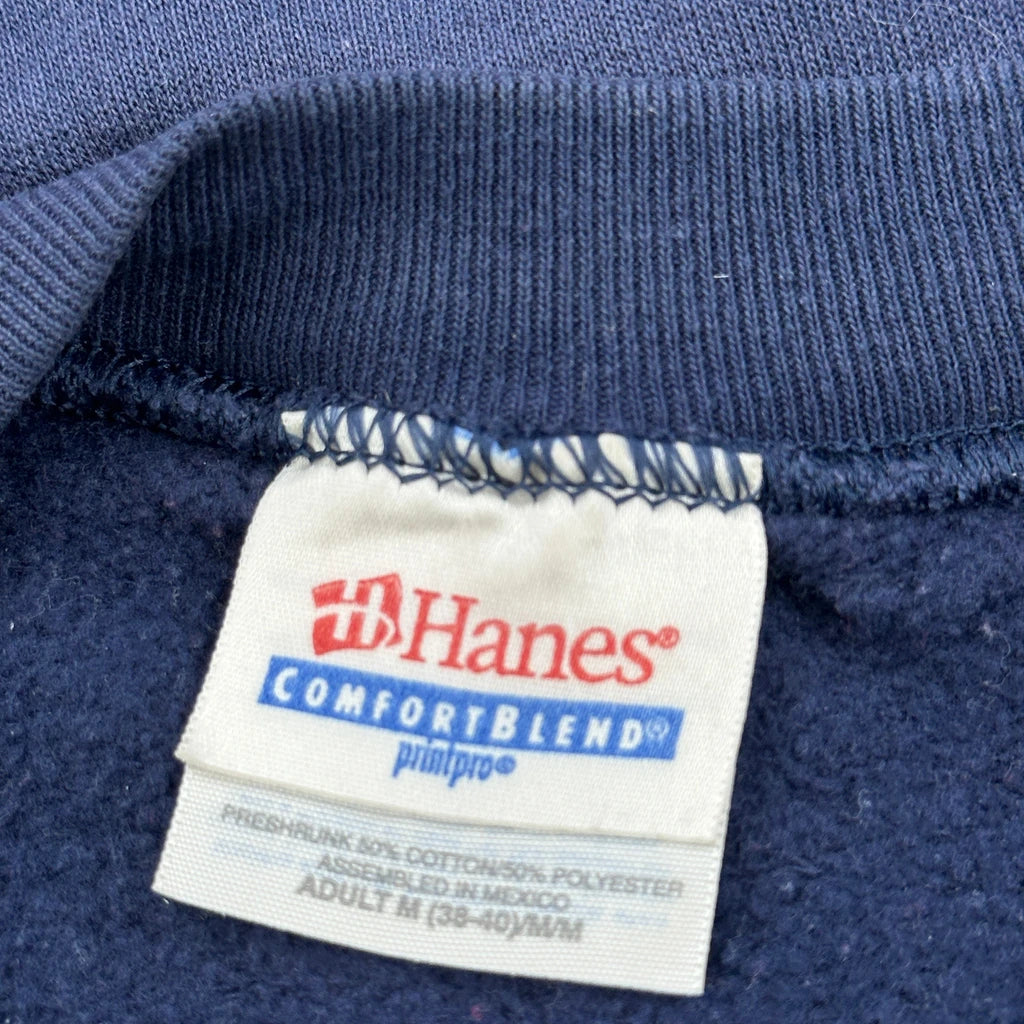 Hanes®
COMFORTBLEND®
printpro®
PRESHRUNK 50% COTTON/50% POLYESTER
ASSEMBLED IN MEXICO
ADULT M (38-40)/M/M